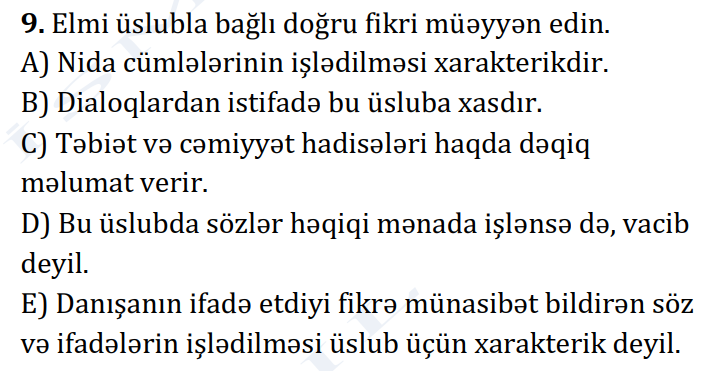 9. Elmi üslubla bağlı doğru fikri müəyyən edin.
A) Nida cümlələrinin işlədilməsi xarakterikdir.
B) Dialoqlardan istifadə bu üsluba xasdır.
C) Təbiət və cəmiyyət hadisələri haqda dəqiq
məlumat verir.
D) Bu üslubda sözlər həqiqi mənada işlənsə də, vacib
deyil.
E) Danışanın ifadə etdiyi fikrə münasibət bildirən söz
və ifadələrin işlədilməsi üslub üçün xarakterik deyil.